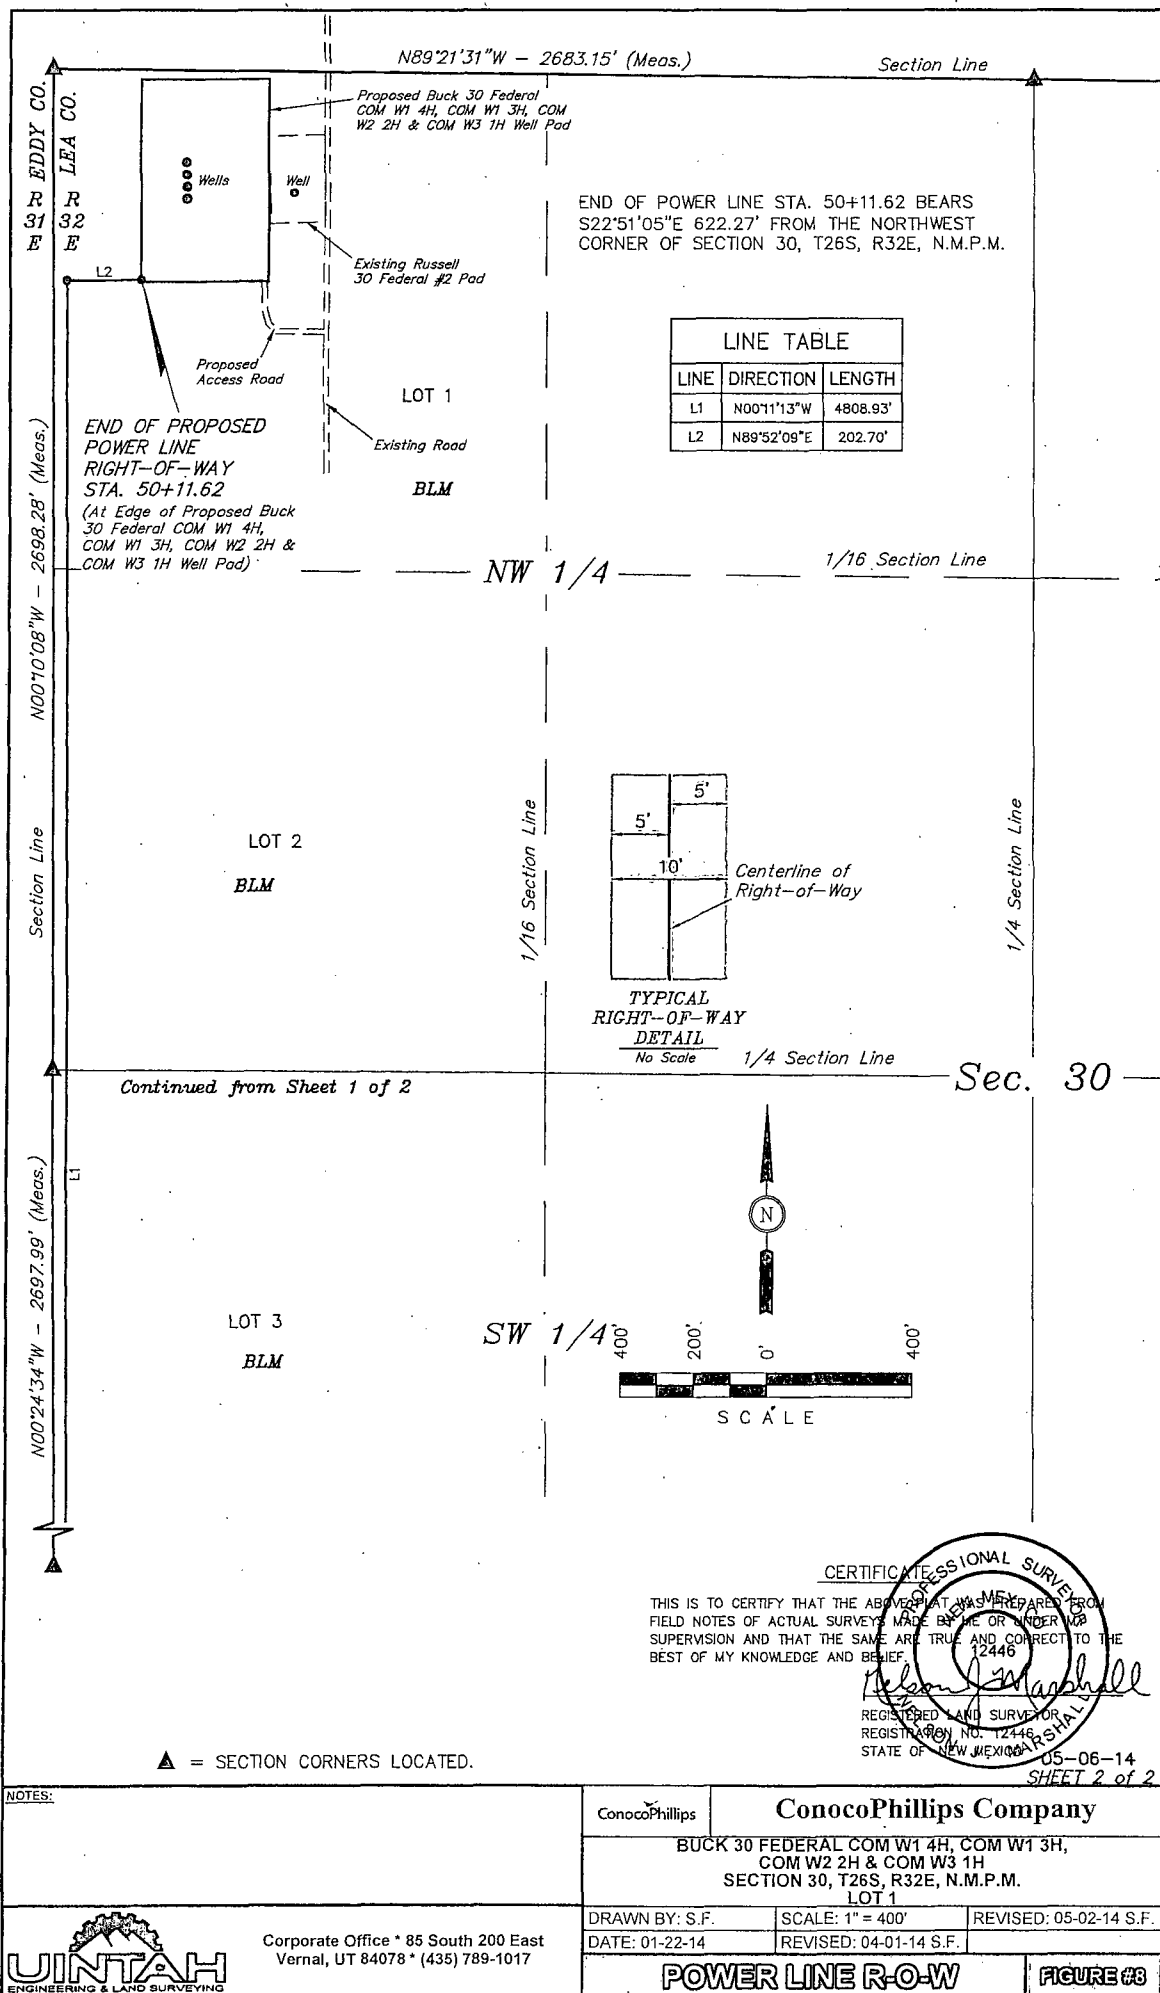 N89°21'31"W - 2683.15' (Meas.)
Section Line
EDDY CO.
LEA CO.
R 31 E
R 32 E
Proposed Buck 30 Federal
COM W1 4H, COM W1 3H, COM
W2 2H & COM W3 1H Well Pad
Wells
Well
END OF POWER LINE STA. 50+11.62 BEARS
S22°51'05"E 622.27' FROM THE NORTHWEST
CORNER OF SECTION 30, T26S, R32E, N.M.P.M.
L2
Existing Russell
30 Federal #2 Pad
Proposed
Access Road
LINE TABLE
LINE DIRECTION LENGTH
L1 N00°11'13"W 4808.93'
L2 N89°52'09"E 202.70'
LOT 1
Existing Road
BLM
END OF PROPOSED
POWER LINE
RIGHT-OF-WAY
STA. 50+11.62
(At Edge of Proposed Buck
30 Federal COM W1 4H,
COM W1 3H, COM W2 2H &
COM W3 1H Well Pad)
N00°10'08"W - 2698.28' (Meas.)
NW 1/4
1/16 Section Line
Section Line
LOT 2
BLM
1/16 Section Line
5'
5'
10'
Centerline of
Right-of-Way
TYPICAL
RIGHT-OF-WAY
DETAIL
No Scale
1/4 Section Line
1/4 Section Line
Sec. 30
Continued from Sheet 1 of 2
L1
N00°24'34"W - 2697.99' (Meas.)
N
LOT 3
BLM
SW 1/4
400' 200' 0' 400'
SCALE
CERTIFICATE
THIS IS TO CERTIFY THAT THE ABOVE PLAT WAS PREPARED FROM
FIELD NOTES OF ACTUAL SURVEYS MADE BY ME OR UNDER MY
SUPERVISION AND THAT THE SAME ARE TRUE AND CORRECT TO THE
BEST OF MY KNOWLEDGE AND BELIEF.
PROFESSIONAL SURVEYOR
NEW MEXICO
12446
NELSON J. MARSHALL
Nelson J Marshall
REGISTERED LAND SURVEYOR
REGISTRATION NO. 12446
STATE OF NEW MEXICO
05-06-14
SHEET 2 of 2
= SECTION CORNERS LOCATED.
NOTES:
ConocoPhillips
ConocoPhillips Company
BUCK 30 FEDERAL COM W1 4H, COM W1 3H,
COM W2 2H & COM W3 1H
SECTION 30, T26S, R32E, N.M.P.M.
LOT 1
DRAWN BY: S.F. SCALE: 1" = 400' REVISED: 05-02-14 S.F.
DATE: 01-22-14 REVISED: 04-01-14 S.F.
POWER LINE R-O-W FIGURE #8
UINTAH
ENGINEERING & LAND SURVEYING
Corporate Office * 85 South 200 East
Vernal, UT 84078 * (435) 789-1017